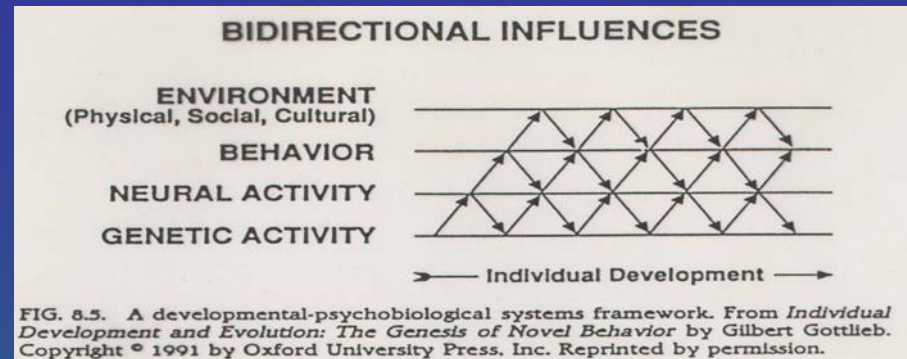 BIDIRECTIONAL INFLUENCES
ENVIRONMENT
(Physical, Social, Cultural)
BEHAVIOR
NEURAL ACTIVITY
GENETIC ACTIVITY
Individual Development
FIG. 8.5. A developmental-psychobiological systems framework. From Individual
Development and Evolution: The Genesis of Novel Behavior by Gilbert Gottlieb.
Copyright © 1991 by Oxford University Press, Inc. Reprinted by permission.